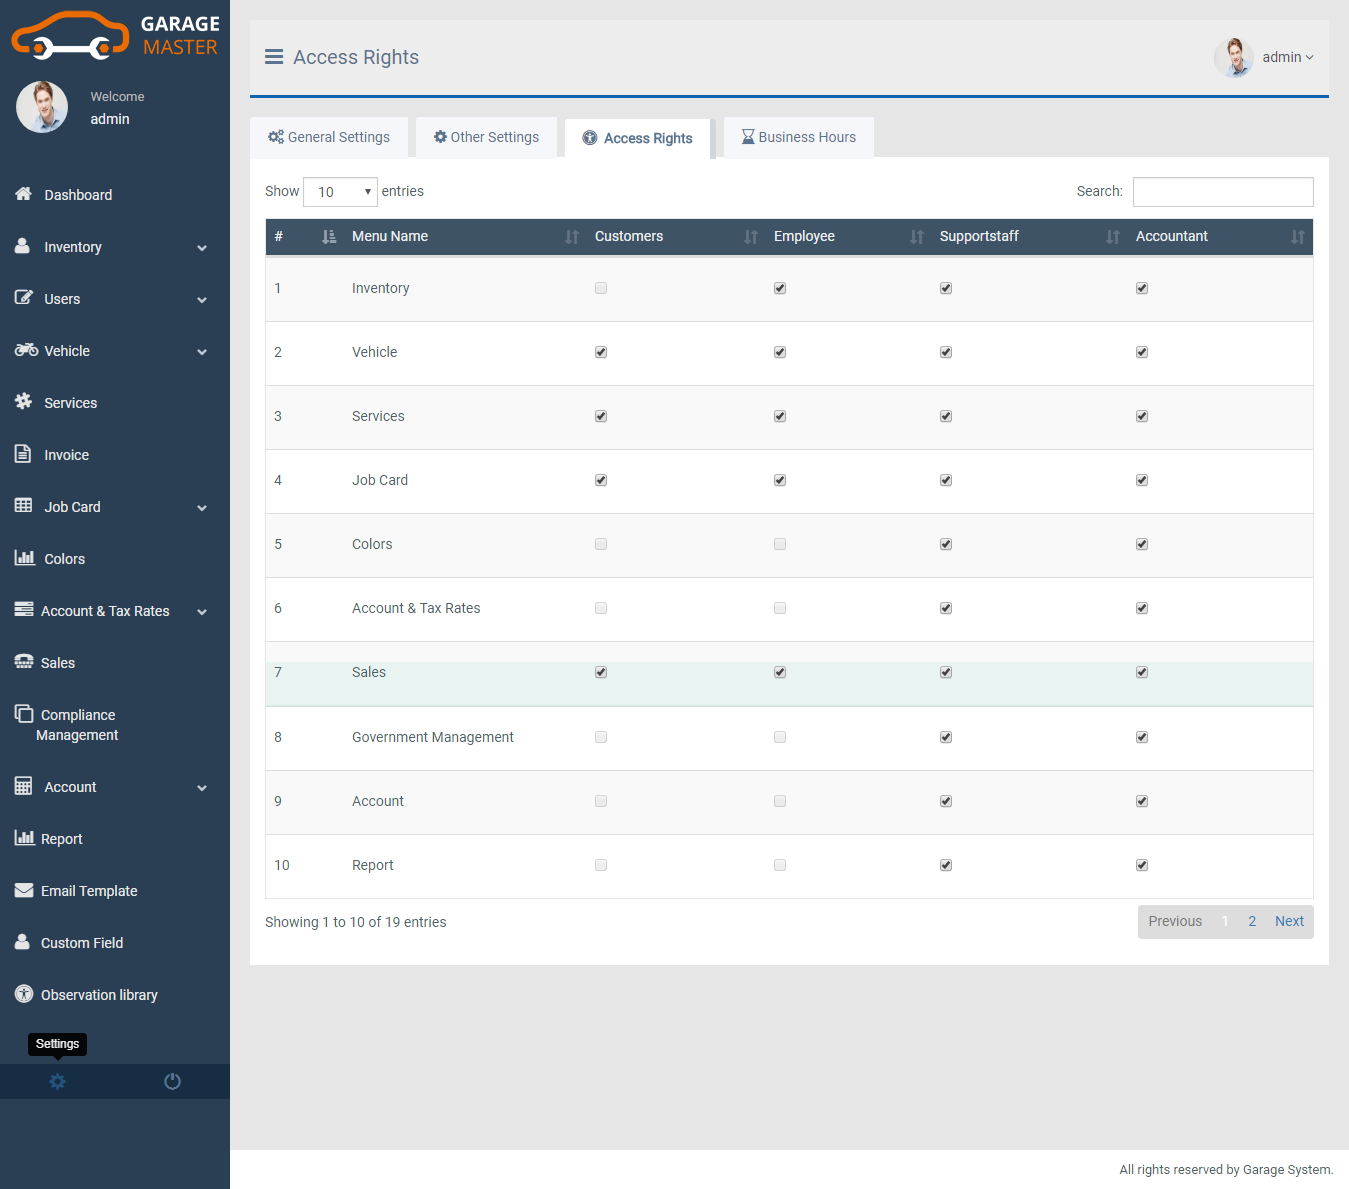 GARAGE
MASTER
Welcome
admin
Dashboard
Inventory
Users
Vehicle
Services
Invoice
Job Card
Colors
Account & Tax Rates
Sales
Compliance
Management
Account
Report
Email Template
Custom Field
Observation library
Settings
Access Rights
admin
General Settings Other Settings Access Rights Business Hours
Show 10 entries Search:
# Menu Name Customers Employee Supportstaff Accountant
1 Inventory
2 Vehicle
3 Services
4 Job Card
5 Colors
6 Account & Tax Rates
7 Sales
8 Government Management
9 Account
10 Report
Showing 1 to 10 of 19 entries Previous 1 2 Next
All rights reserved by Garage System.